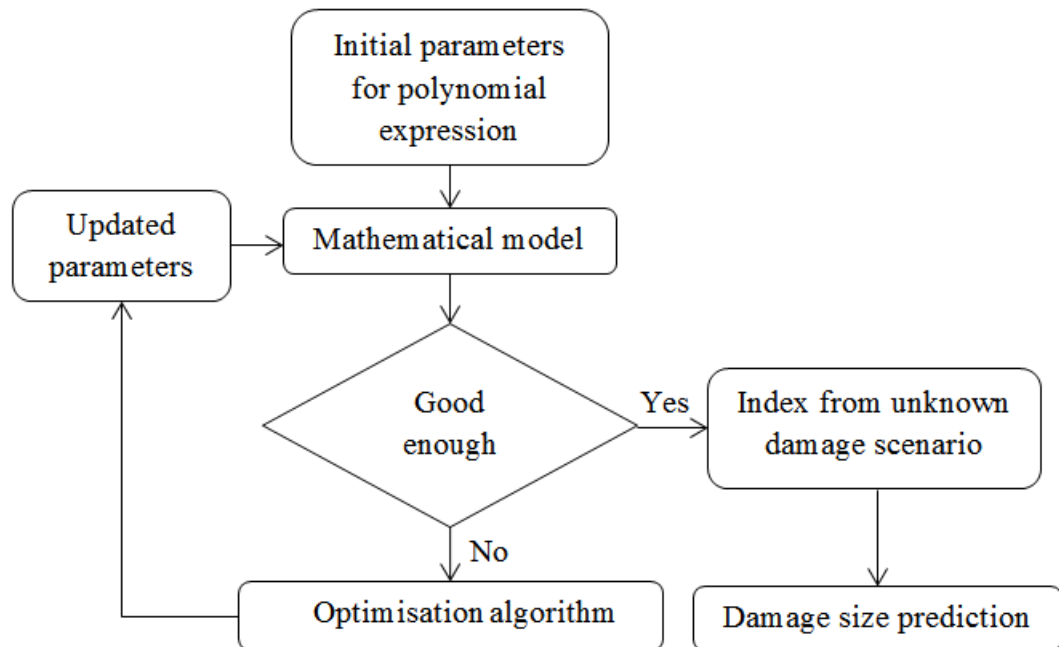 Initial parameters
for polynomial
expression
Updated
parameters
Mathematical model
Good
enough
Yes
Index from unknown
damage scenario
No
Optimisation algorithm
Damage size prediction